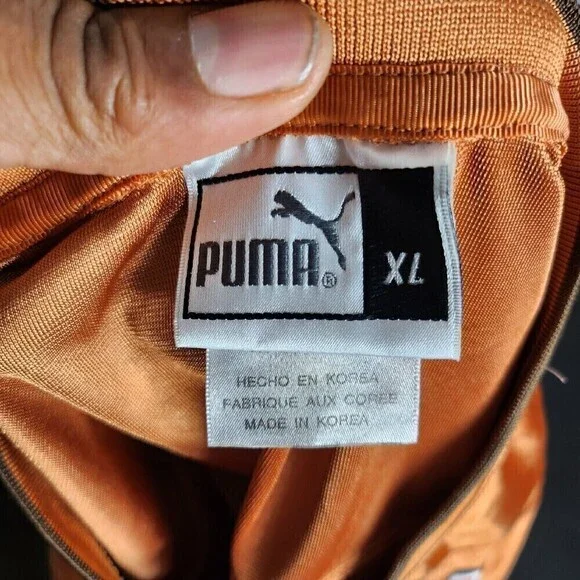 PUMA®
XL
HECHO EN KOREA
FABRIQUE AUX COREE
MADE IN KOREA